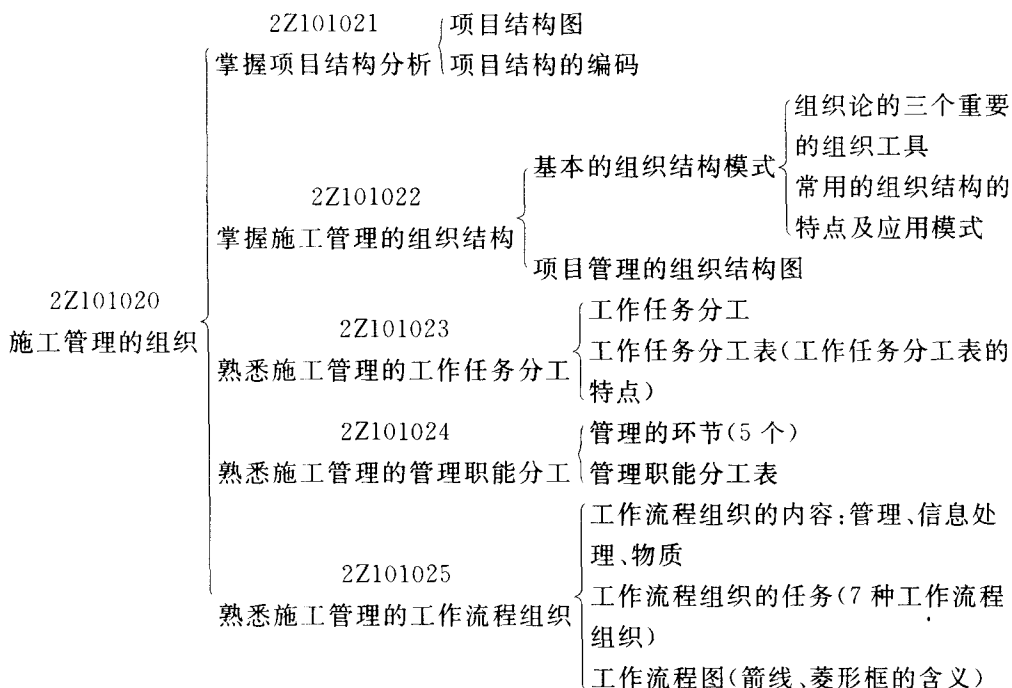 2Z101020
施工管理的组织
2Z101021
掌握项目结构分析
项目结构图
项目结构的编码
2Z101022
掌握施工管理的组织结构
基本的组织结构模式
组织论的三个重要
的组织工具
常用的组织结构的
特点及应用模式
项目管理的组织结构图
2Z101023
熟悉施工管理的工作任务分工
工作任务分工
工作任务分工表(工作任务分工表的
特点)
2Z101024
熟悉施工管理的管理职能分工
管理的环节(5个)
管理职能分工表
2Z101025
熟悉施工管理的工作流程组织
工作流程组织的内容:管理、信息处
理、物质
工作流程组织的任务(7种工作流程
组织)
工作流程图(箭线、菱形框的含义)